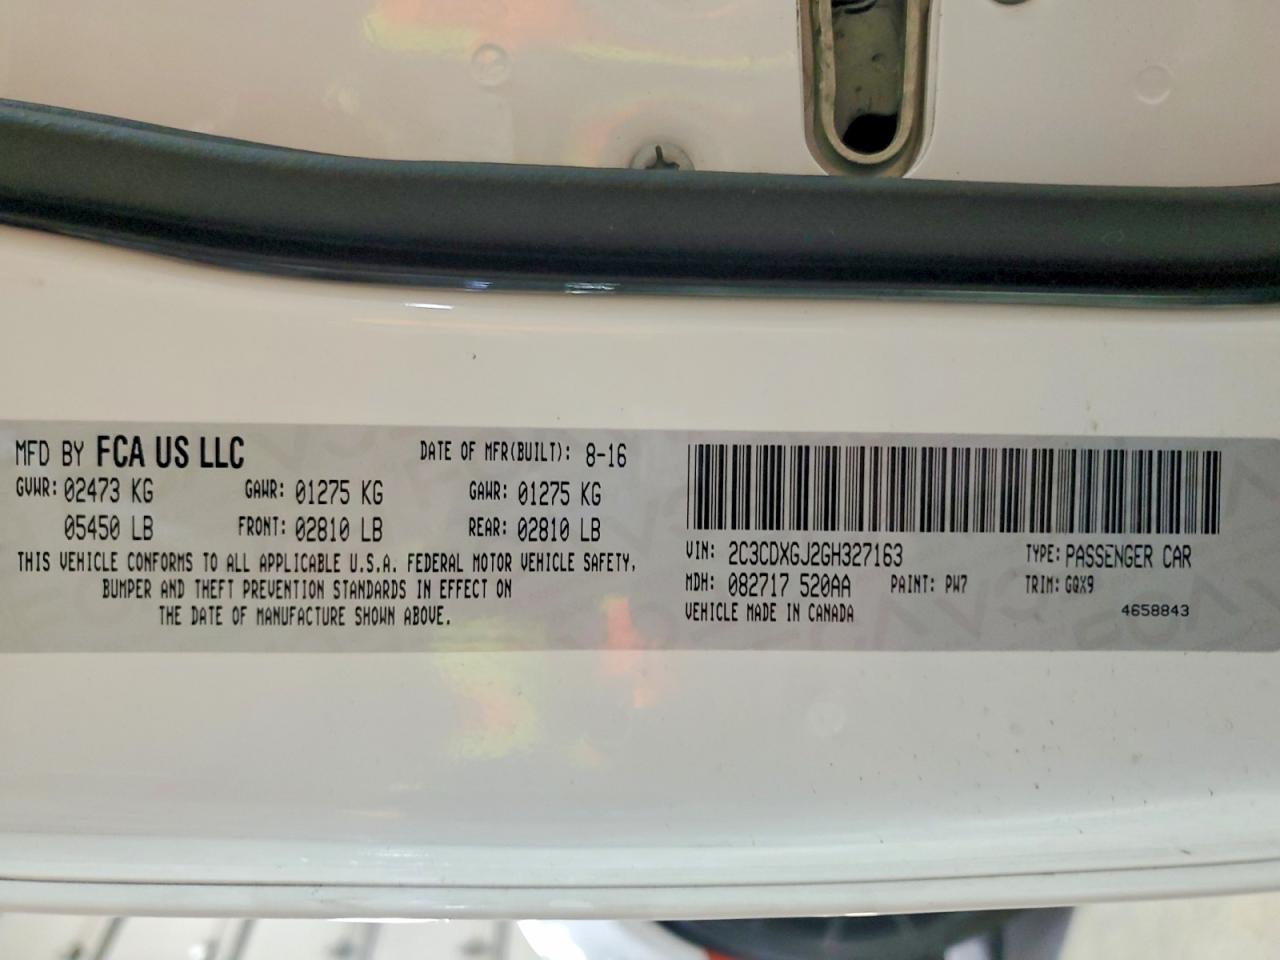 MFD BY FCA US LLC DATE OF MFR(BUILT): 8-16
GVWR: 02473 KG GAWR: 01275 KG GAWR: 01275 KG
05450 LB FRONT: 02810 LB REAR: 02810 LB
THIS VEHICLE CONFORMS TO ALL APPLICABLE U.S.A. FEDERAL MOTOR VEHICLE SAFETY,
BUMPER AND THEFT PREVENTION STANDARDS IN EFFECT ON
THE DATE OF MANUFACTURE SHOWN ABOVE.
VIN: 2C3CDXGJ2GH327163 TYPE: PASSENGER CAR
MDH: 082717 520AA PAINT: PW7 TRIM: GQX9
VEHICLE MADE IN CANADA 4658843